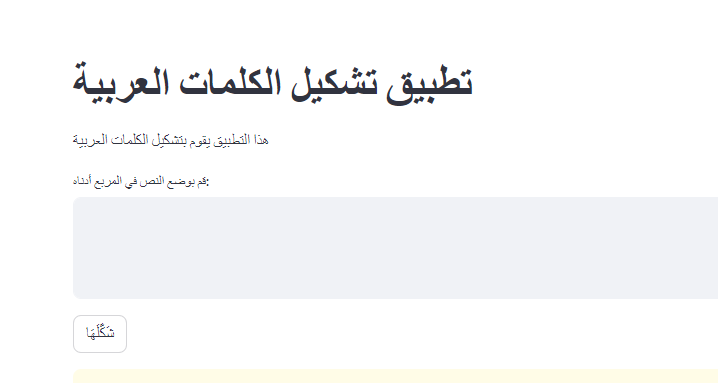 تطبيق تشكيل الكلمات العربية
هذا التطبيق يقوم بتشكيل الكلمات العربية
قم بوضع النص في المربع أدناه:
شَكِّلْهَا